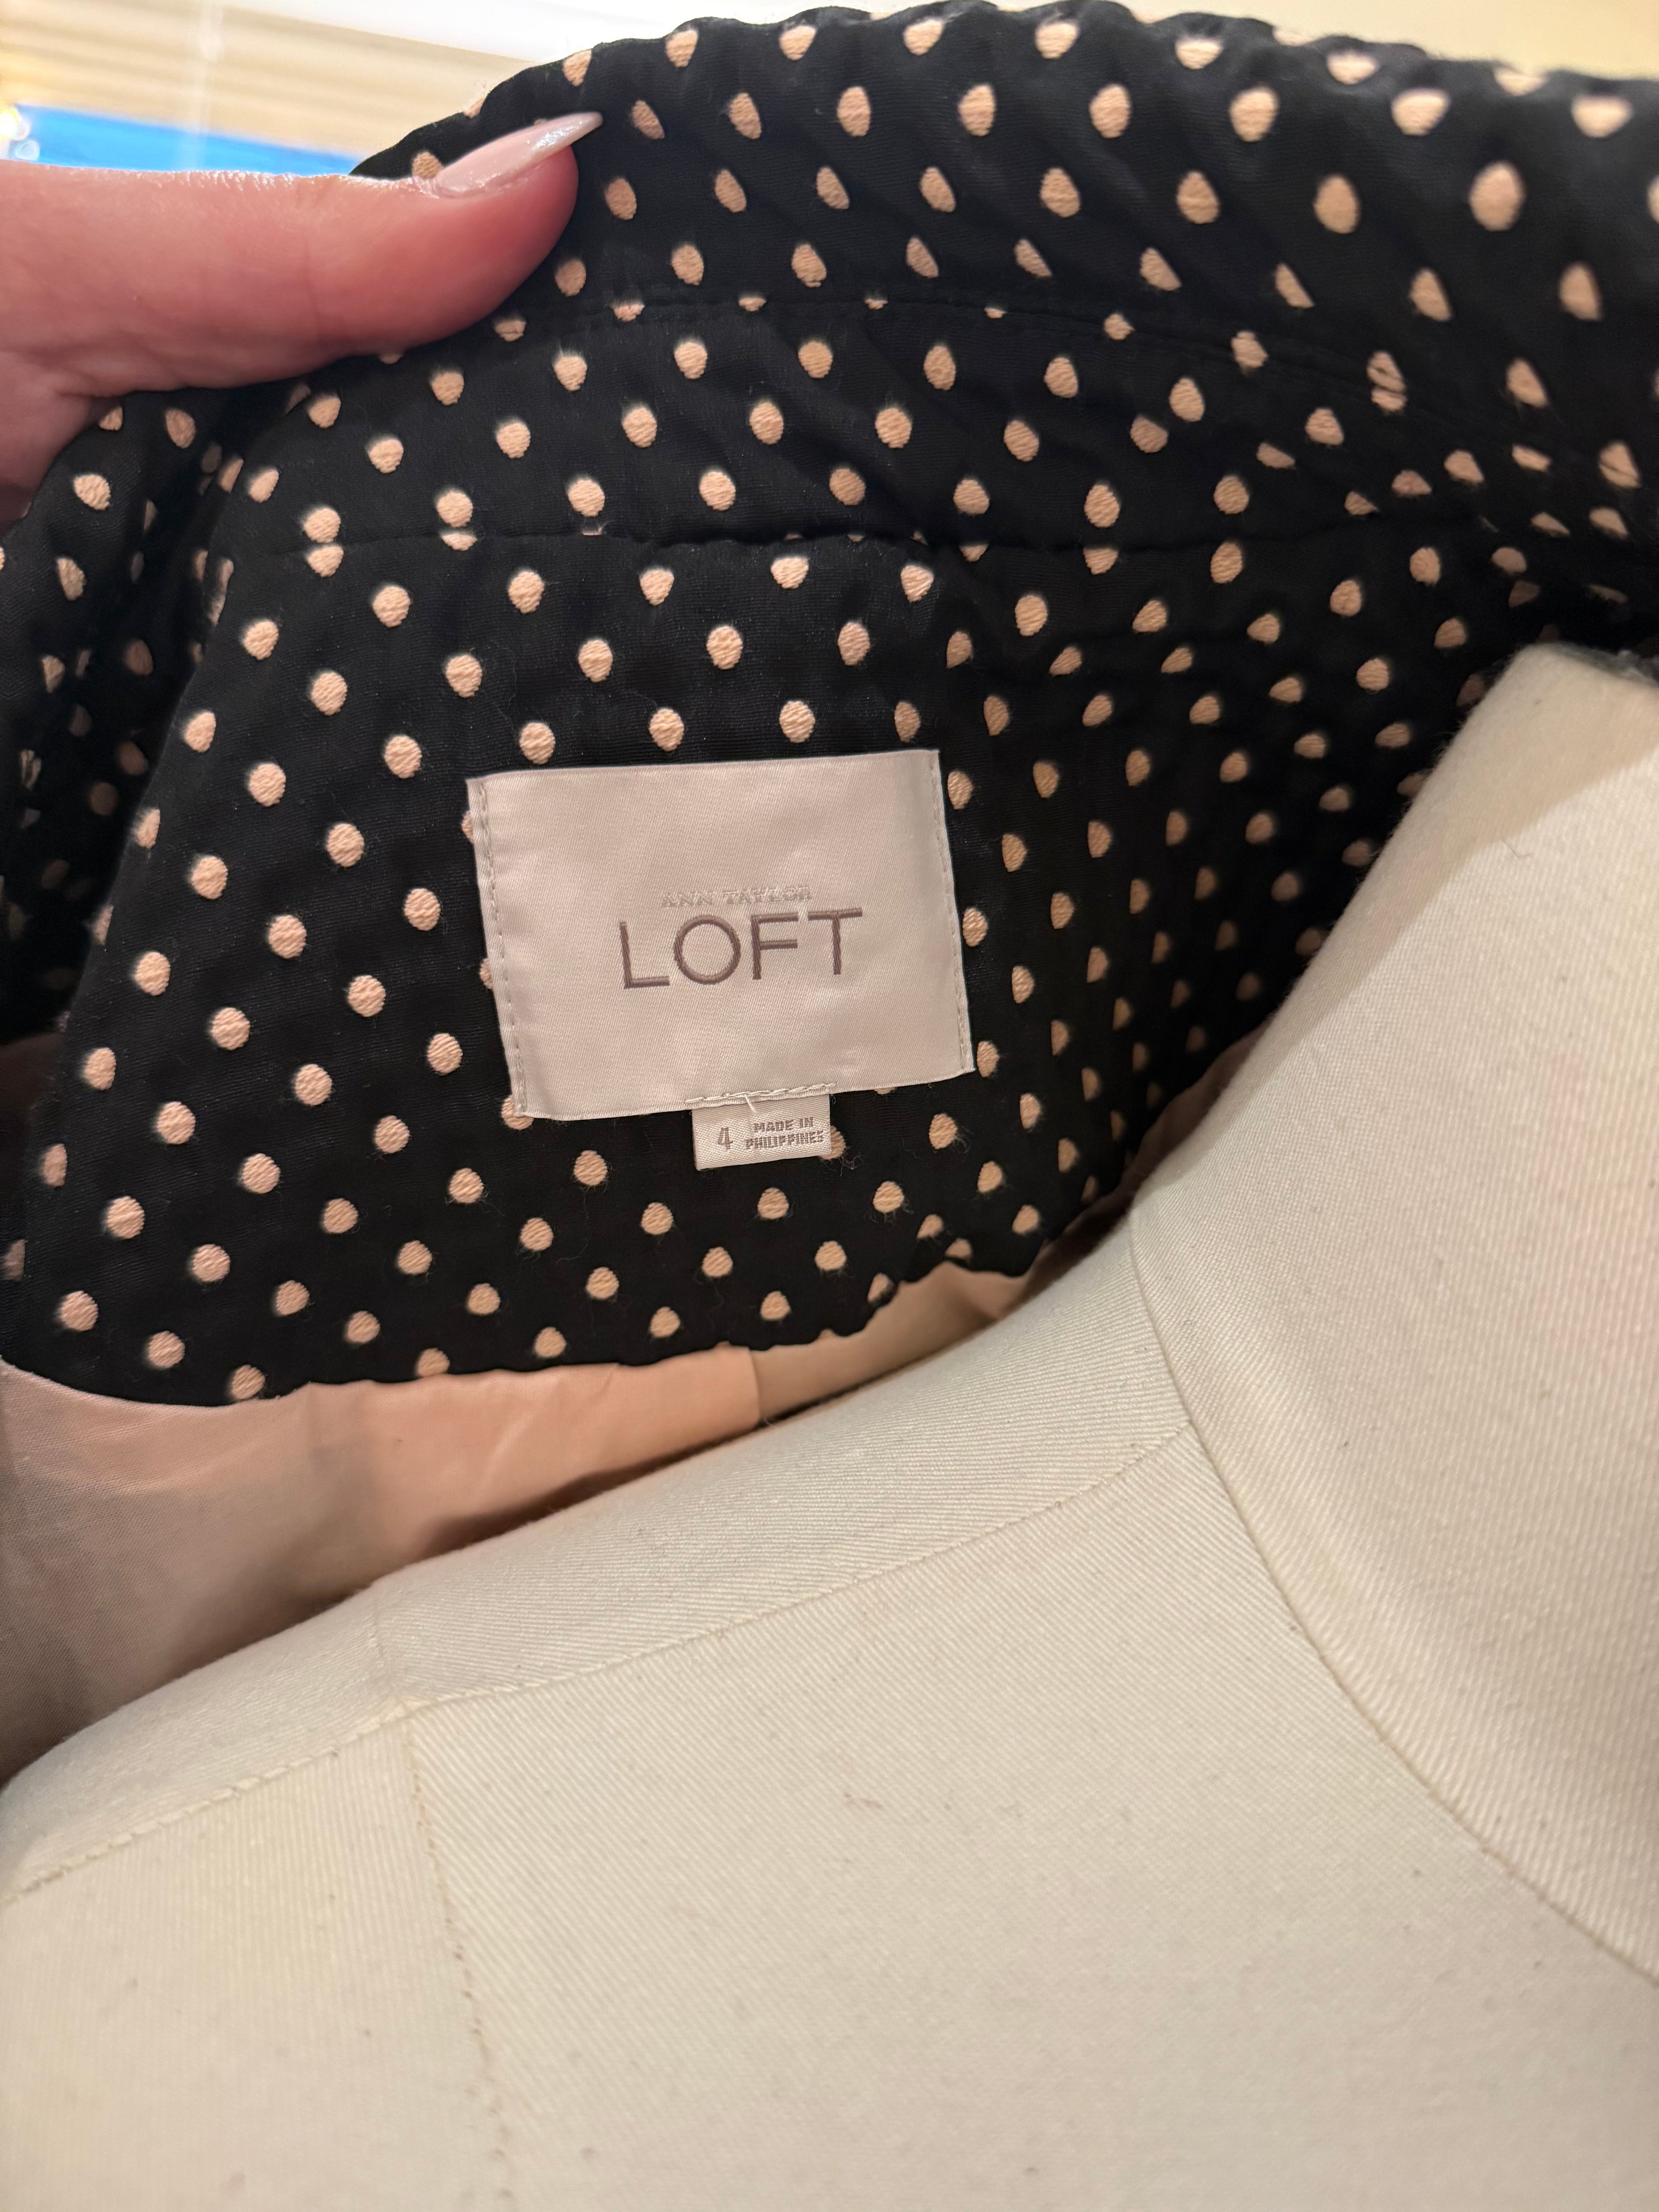 ANN TAYLOR
LOFT
4
MADE IN
PHILIPPINES